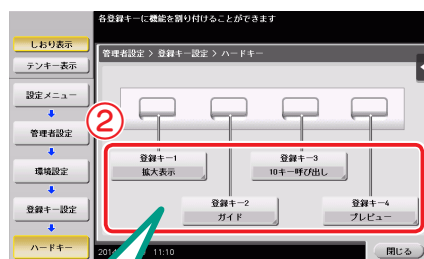 各登録キーに機能を割り付けることができます
しおり表示
テンキー表示
管理者設定 > 登録キー設定 > ハードキー
設定メニュー
管理者設定
環境設定
登録キー設定
ハードキー
②
登録キー1
拡大表示
登録キー3
10キー呼び出し
登録キー2
ガイド
登録キー4
プレビュー
11:10
閉じる